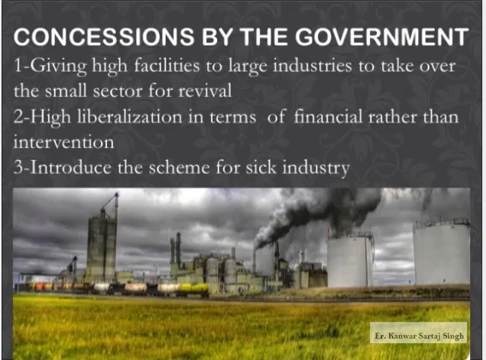 CONCESSIONS BY THE GOVERNMENT
1-Giving high facilities to large industries to take over
the small sector for revival
2-High liberalization in terms of financial rather than
intervention
3-Introduce the scheme for sick industry
Er. Kanwar Sartaj Singh